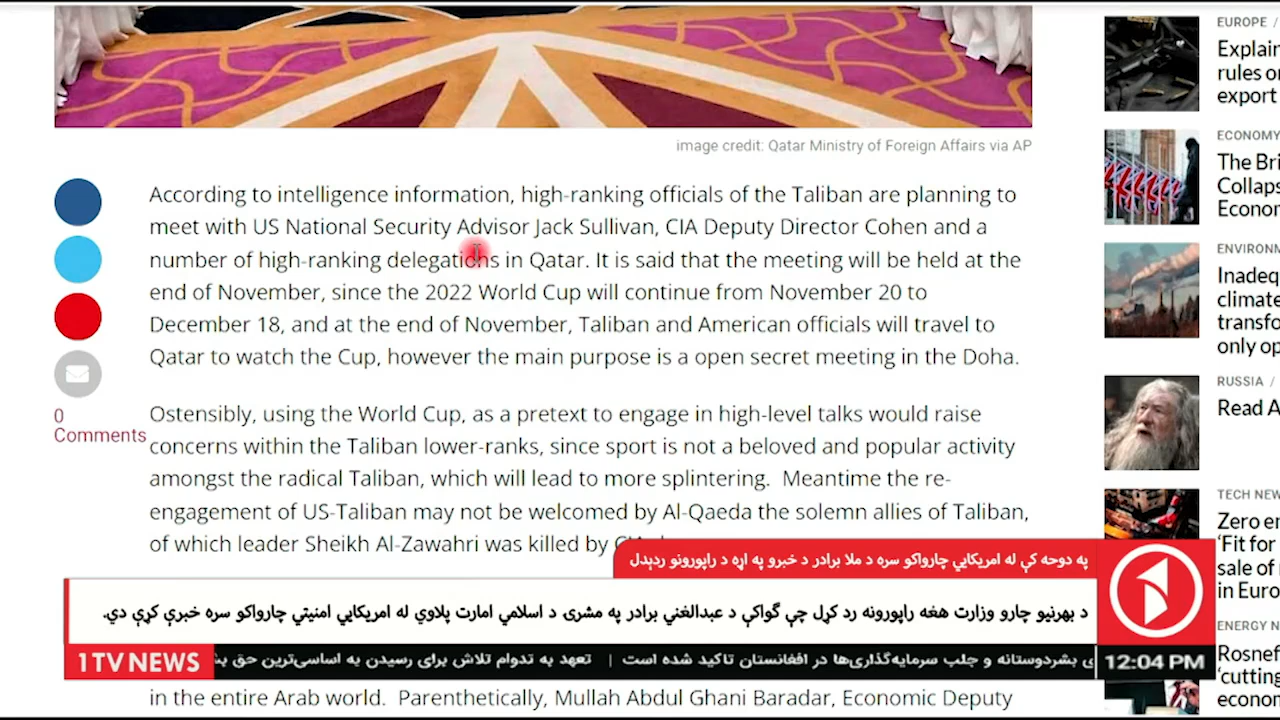 image credit: Qatar Ministry of Foreign Affairs via AP
According to intelligence information, high-ranking officials of the Taliban are planning to
meet with US National Security Advisor Jack Sullivan, CIA Deputy Director Cohen and a
number of high-ranking delegations in Qatar. It is said that the meeting will be held at the
end of November, since the 2022 World Cup will continue from November 20 to
December 18, and at the end of November, Taliban and American officials will travel to
Qatar to watch the Cup, however the main purpose is a open secret meeting in the Doha.
0
Comments
Ostensibly, using the World Cup, as a pretext to engage in high-level talks would raise
concerns within the Taliban lower-ranks, since sport is not a beloved and popular activity
amongst the radical Taliban, which will lead to more splintering. Meantime the re-
engagement of US-Taliban may not be welcomed by Al-Qaeda the solemn allies of Taliban,
of which leader Sheikh Al-Zawahri was killed by
په دوحه کې له امریکایي چارواکو سره د ملا برادر د خبرو په اړه د راپورونو ردېدل
د بهرنیو چارو وزارت هغه راپورونه رد کړل چې ګواکې د عبدالغني برادر په مشرۍ د اسلامي امارت پلاوي له امریکایي امنیتي چارواکو سره خبرې کړې دي.
1TV NEWS
ی بشردوستانه و جلب سرمایه‌گذاری‌ها در افغانستان تاکید شده است | تعهد به تدوام تلاش برای رسیدن به اساسی‌ترین حق
12:04 PM
in the entire Arab world. Parenthetically, Mullah Abdul Ghani Baradar, Economic Deputy
EUROPE /
Explain
rules o
export
ECONOMY
The Bri
Collaps
Econor
ENVIRONM
Inadeq
climate
transfo
only op
RUSSIA /
Read A
TECH NEW
Zero er
'Fit for
sale of
in Euro
ENERGY N
Rosnef
'cutting
econor